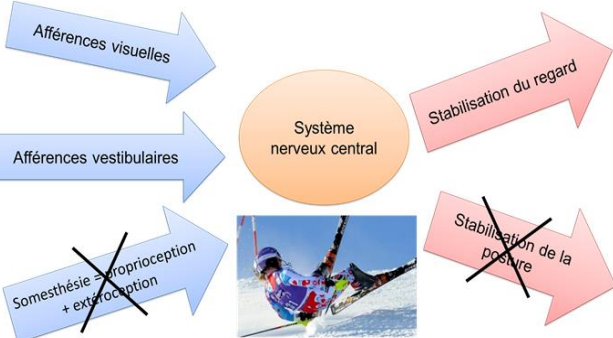 Afférences visuelles
Afférences vestibulaires
Somesthésie = proprioception
+ extéroception
Système
nerveux central
Stabilisation du regard
Stabilisation de la
posture